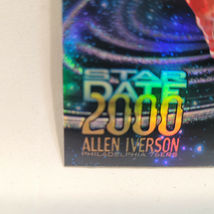 STAR
DATE
2000
ALLEN IVERSON
PHILADELPHIA 76ERS